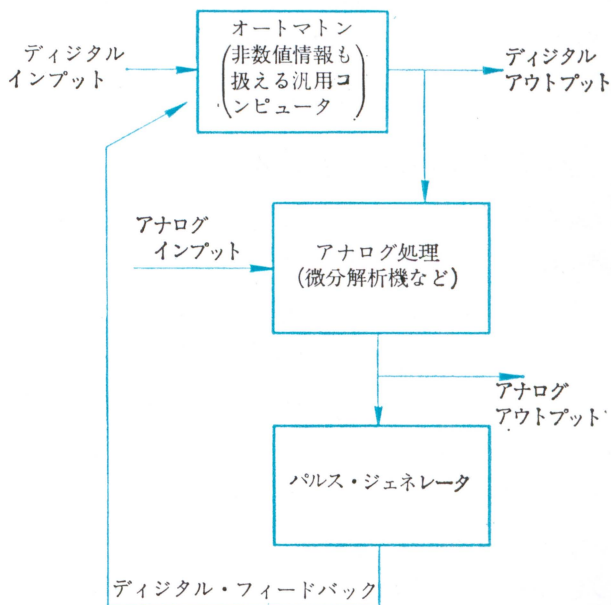 オートマトン
(非数値情報も
扱える汎用コ
ンピュータ)
ディジタル
インプット
ディジタル
アウトプット
アナログ
インプット
アナログ処理
(微分解析機など)
アナログ
アウトプット
パルス・ジェネレータ
ディジタル・フィードバック